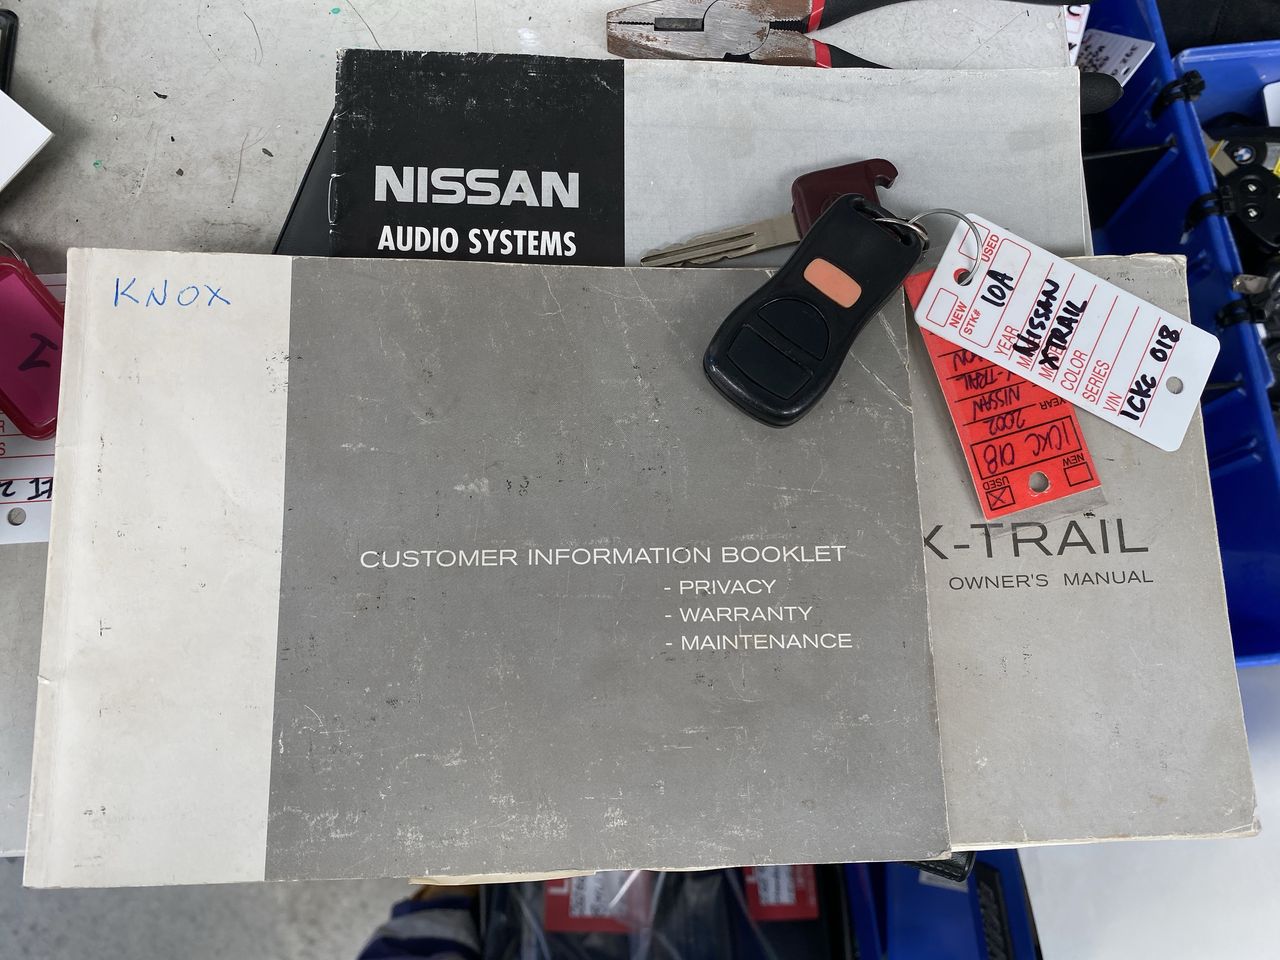 NISSAN
AUDIO SYSTEMS
KNOX
CUSTOMER INFORMATION BOOKLET
- PRIVACY
- WARRANTY
- MAINTENANCE
X-TRAIL
OWNER'S MANUAL
NEW
USED
STK# 10A
YEAR
NISSAN
XTRAIL
COLOR
SERIES
VIN 1CKC 018
USED
NEW
1CKC 018
YEAR 2002
NISSAN
X-TRAIL